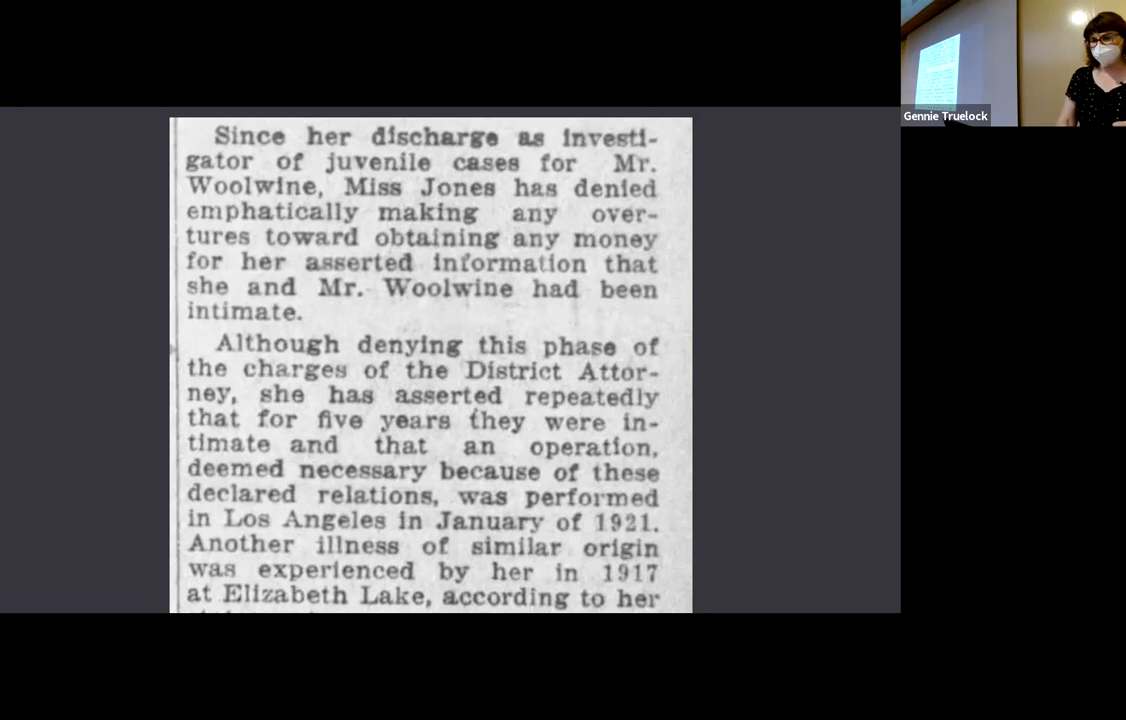 Since her discharge as investi-
gator of juvenile cases for Mr.
Woolwine, Miss Jones has denied
emphatically making any over-
tures toward obtaining any money
for her asserted information that
she and Mr. Woolwine had been
intimate.
Although denying this phase of
the charges of the District Attor-
ney, she has asserted repeatedly
that for five years they were in-
timate and that an operation,
deemed necessary because of these
declared relations, was performed
in Los Angeles in January of 1921.
Another illness of similar origin
was experienced by her in 1917
at Elizabeth Lake, according to her
Gennie Truelock